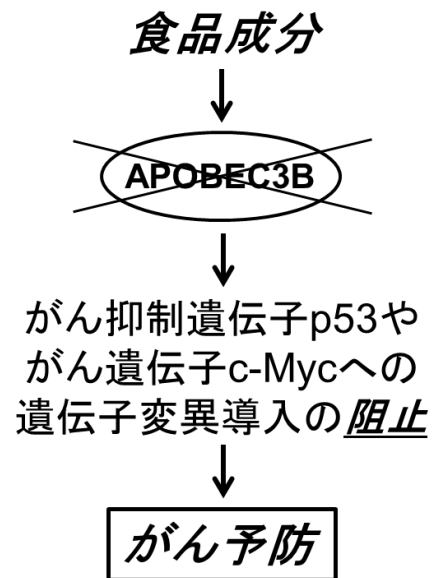 食品成分
APOBEC3B
がん抑制遺伝子p53や
がん遺伝子c-Mycへの
遺伝子変異導入の阻止
がん予防